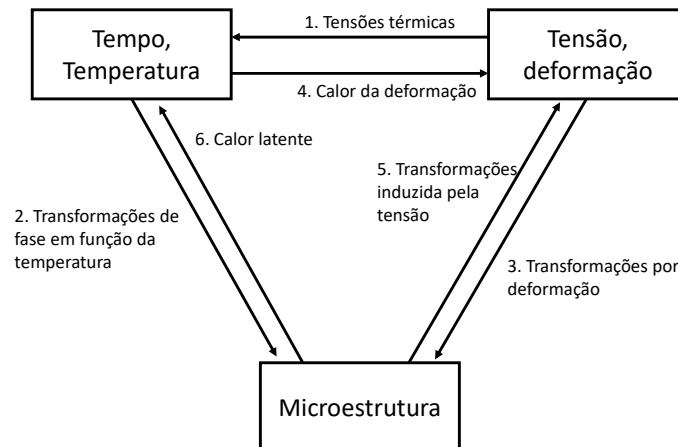 1. Tensões térmicas
Tempo,
Temperatura
Tensão,
deformação
4. Calor da deformação
6. Calor latente
5. Transformações
induzida pela
tensão
2. Transformações de
fase em função da
temperatura
3. Transformações por
deformação
Microestrutura